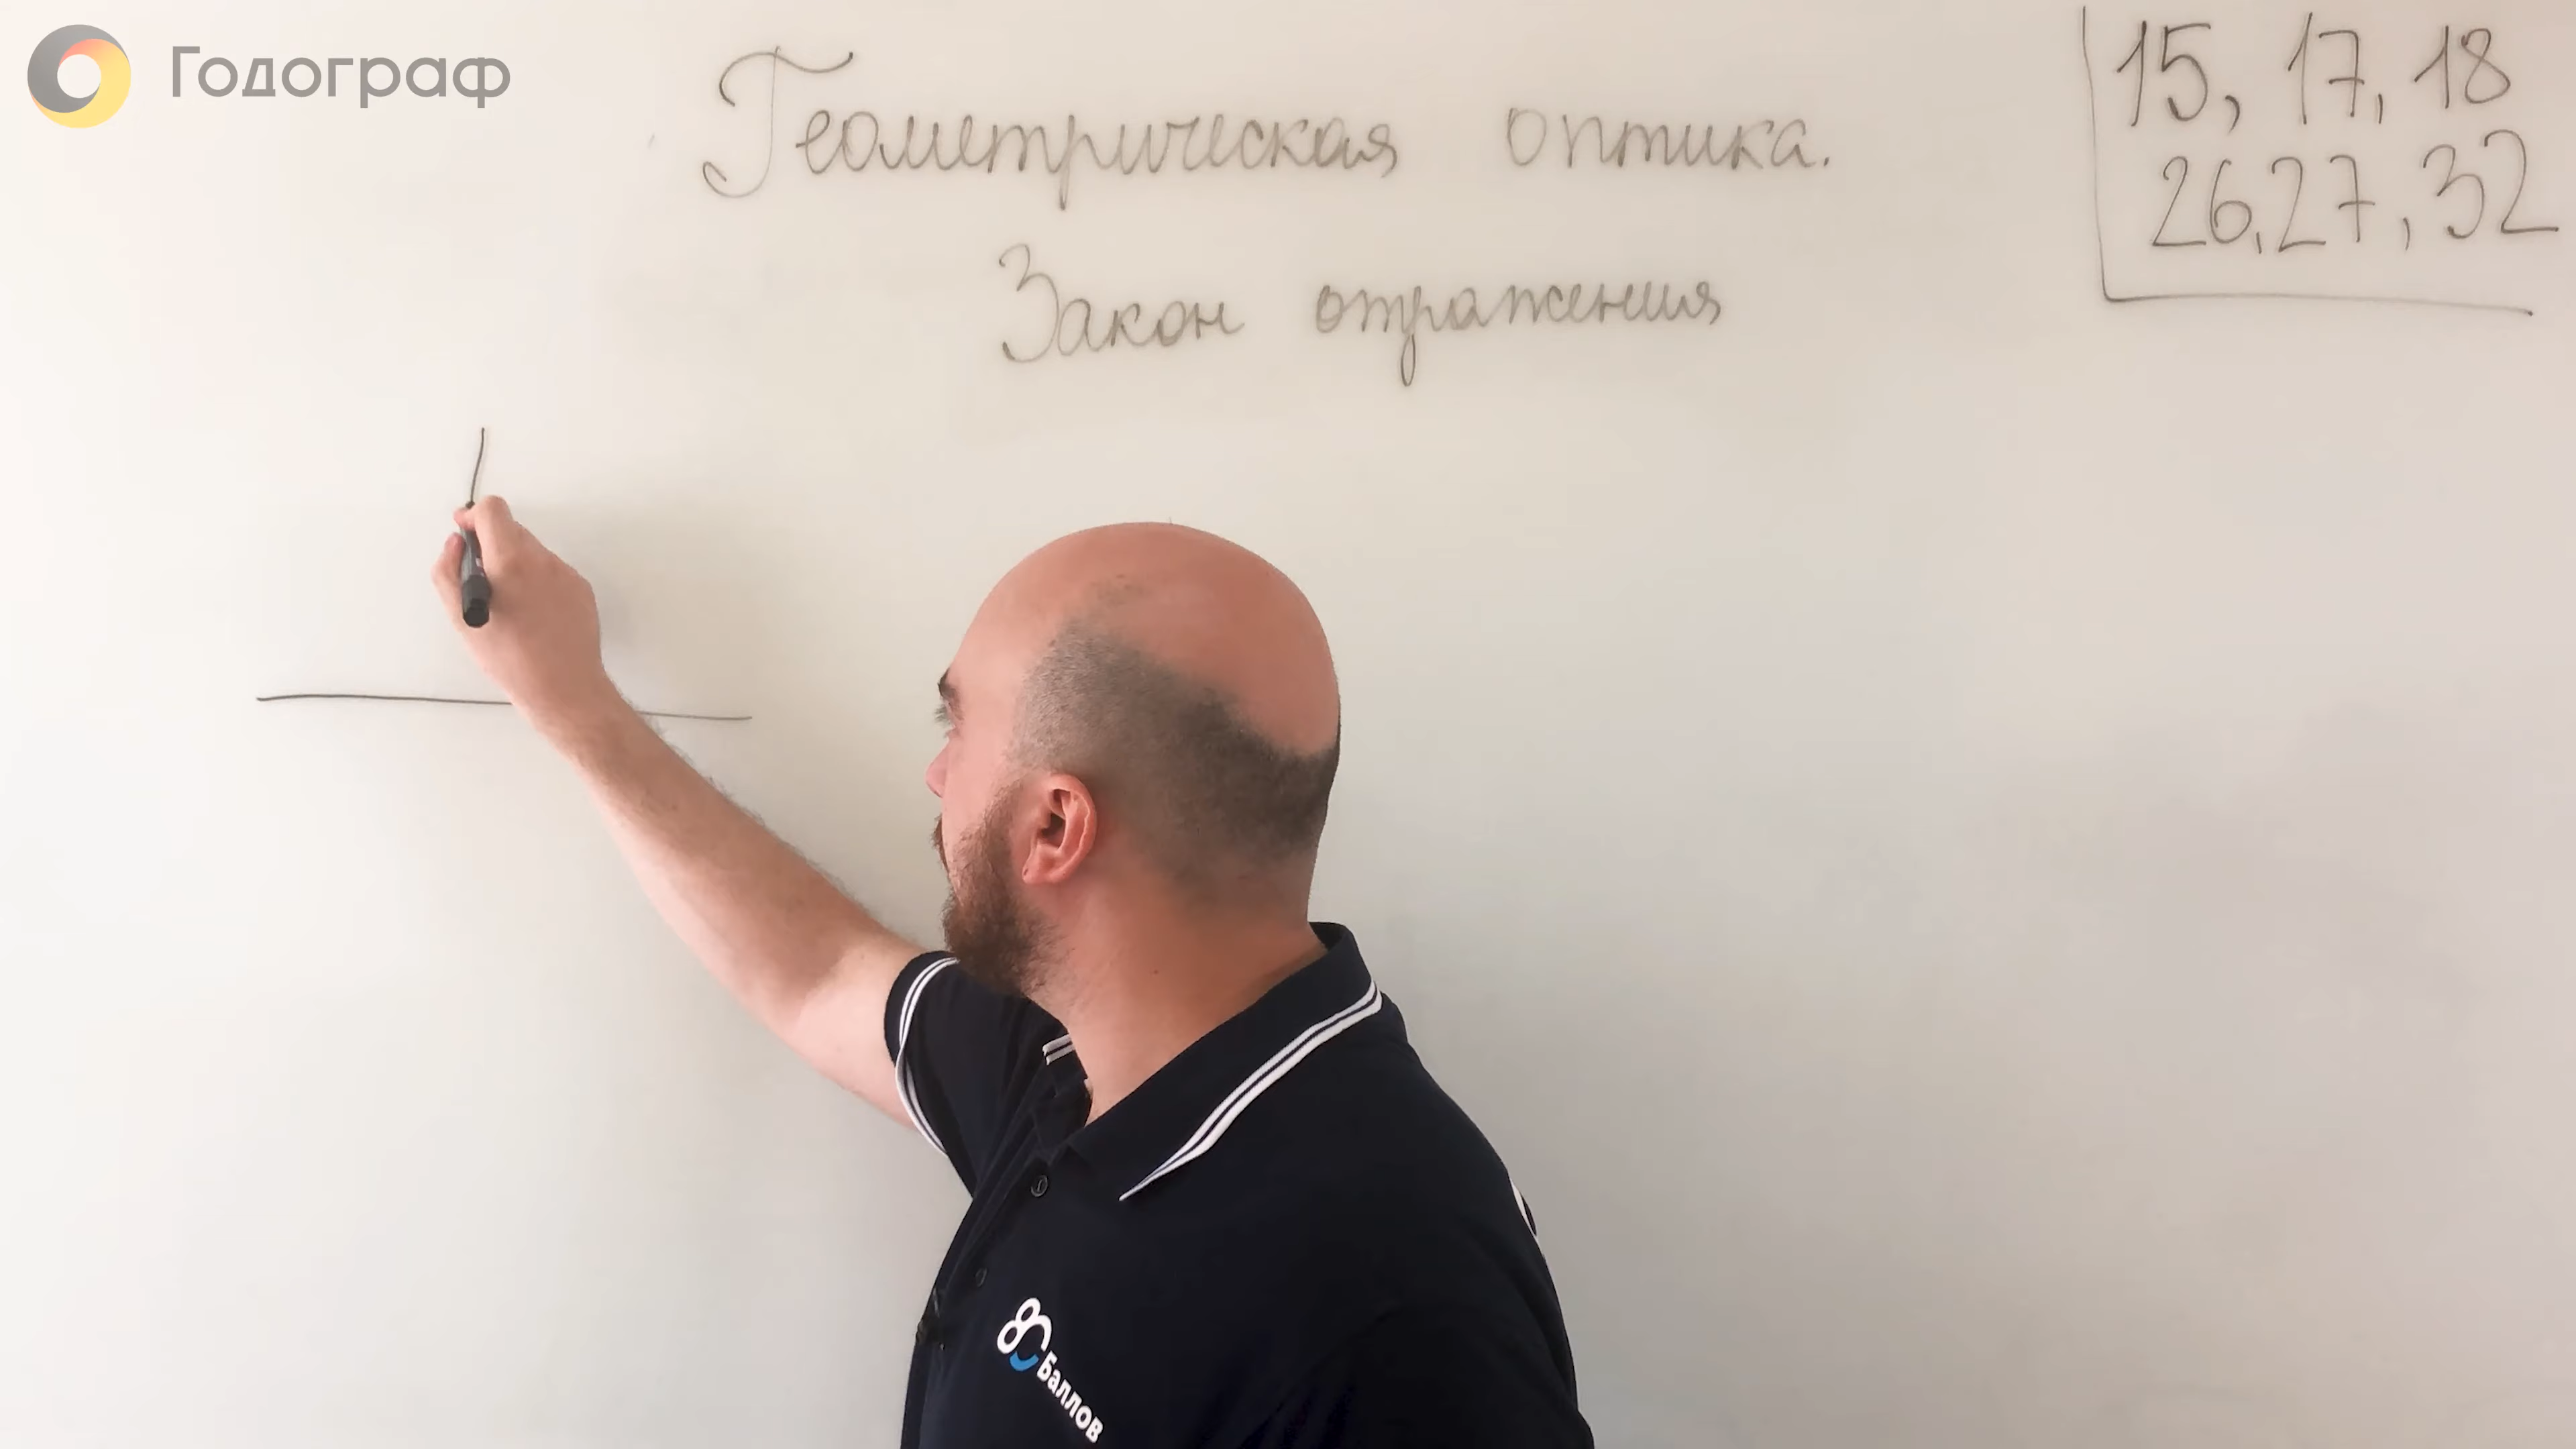 Годограф
Геометрическая оптика.
Закон отражения
15, 17, 18
26,27, 32
80
Баллов